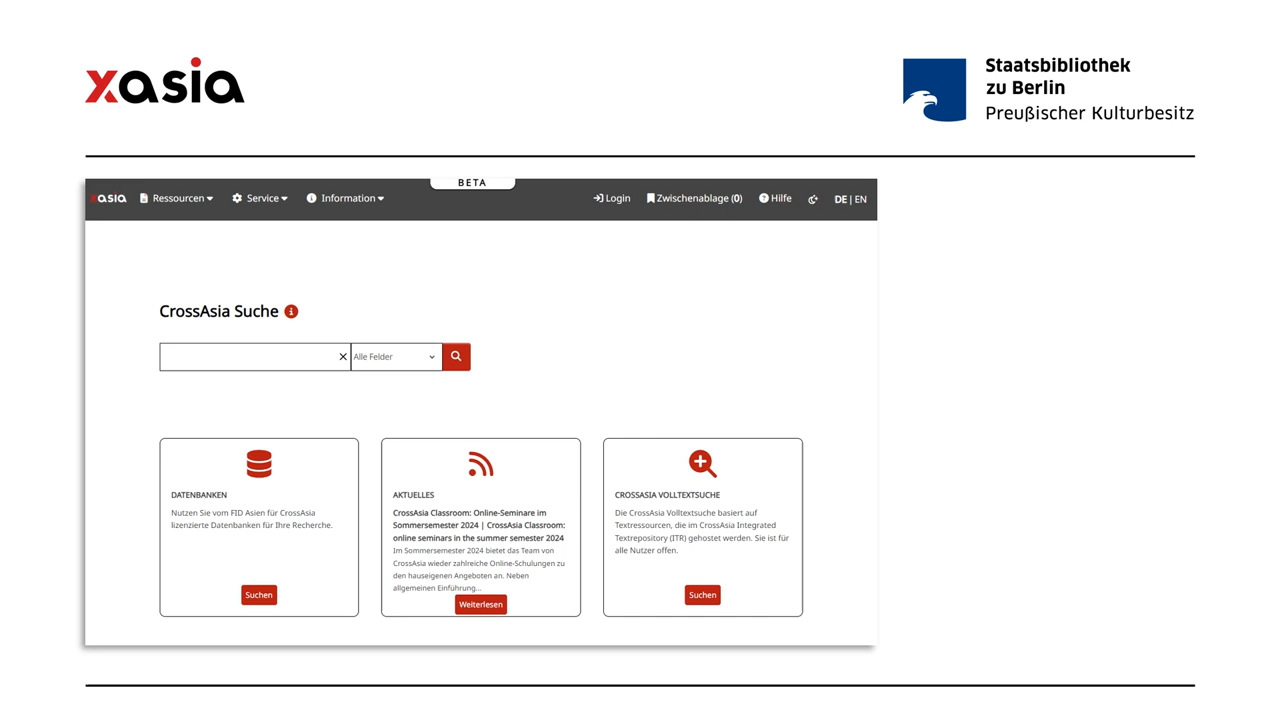 xasia
Staatsbibliothek
zu Berlin
Preußischer Kulturbesitz
BETA
xasia Ressourcen Service Information Login Zwischenablage (0) Hilfe DE | EN
CrossAsia Suche
Alle Felder
DATENBANKEN
Nutzen Sie vom FID Asien für CrossAsia
lizenzierte Datenbanken für Ihre Recherche.
Suchen
AKTUELLES
CrossAsia Classroom: Online-Seminare im
Sommersemester 2024 | CrossAsia Classroom:
online seminars in the summer semester 2024
Im Sommersemester 2024 bietet das Team von
CrossAsia wieder zahlreiche Online-Schulungen zu
den hauseigenen Angeboten an. Neben
allgemeinen Einführung...
Weiterlesen
CROSSASIA VOLLTEXTSUCHE
Die CrossAsia Volltextsuche basiert auf
Textressourcen, die im CrossAsia Integrated
Textrepository (ITR) gehostet werden. Sie ist für
alle Nutzer offen.
Suchen